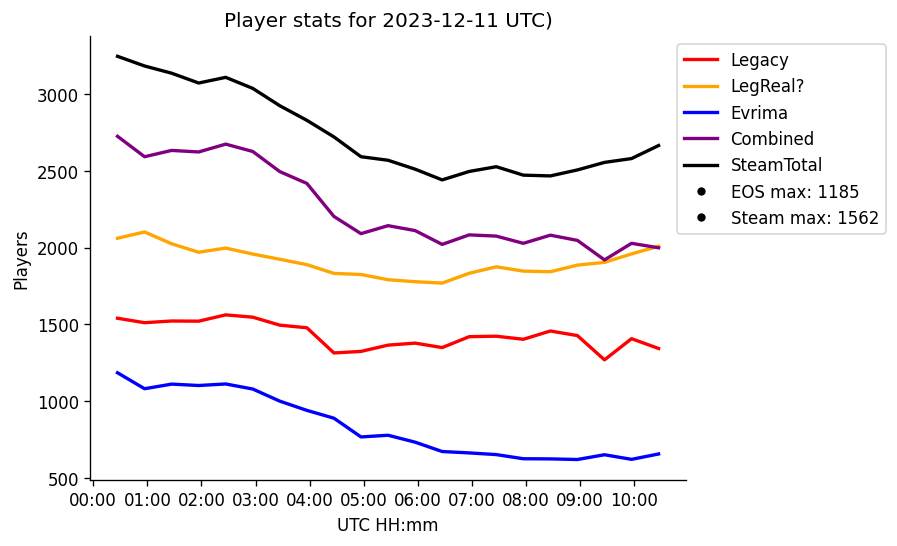 Player stats for 2023-12-11 UTC)
Legacy
LegReal?
Evrima
Combined
SteamTotal
EOS max: 1185
Steam max: 1562
Players
3000
2500
2000
1500
1000
500
00:00 01:00 02:00 03:00 04:00 05:00 06:00 07:00 08:00 09:00 10:00
UTC HH:mm